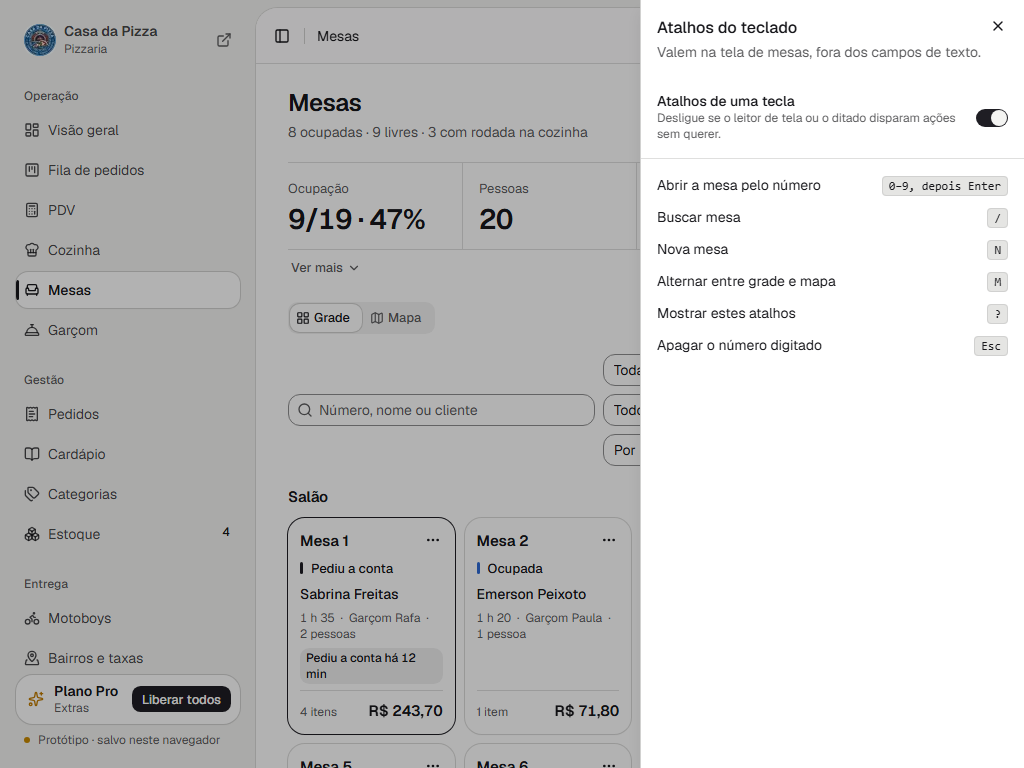 Casa da Pizza
Pizzaria
Operação
Visão geral
Fila de pedidos
PDV
Cozinha
Mesas
Garçom
Gestão
Pedidos
Cardápio
Categorias
Estoque 4
Entrega
Motoboys
Bairros e taxas
Plano Pro
Extras
Liberar todos
Protótipo · salvo neste navegador
Mesas
Mesas
8 ocupadas · 9 livres · 3 com rodada na cozinha
Ocupação
9/19 · 47%
Pessoas
20
Ver mais
Grade
Mapa
Número, nome ou cliente
Por
Salão
Mesa 1
Pediu a conta
Sabrina Freitas
1 h 35 · Garçom Rafa ·
2 pessoas
Pediu a conta há 12
min
4 itens R$ 243,70
Mesa 2
Ocupada
Emerson Peixoto
1 h 20 · Garçom Paula ·
1 pessoa
1 item R$ 71,80
Mesa 5
Mesa 6
Atalhos do teclado
Valem na tela de mesas, fora dos campos de texto.
Atalhos de uma tecla
Desligue se o leitor de tela ou o ditado disparam ações
sem querer.
Abrir a mesa pelo número 0–9, depois Enter
Buscar mesa /
Nova mesa N
Alternar entre grade e mapa M
Mostrar estes atalhos ?
Apagar o número digitado Esc